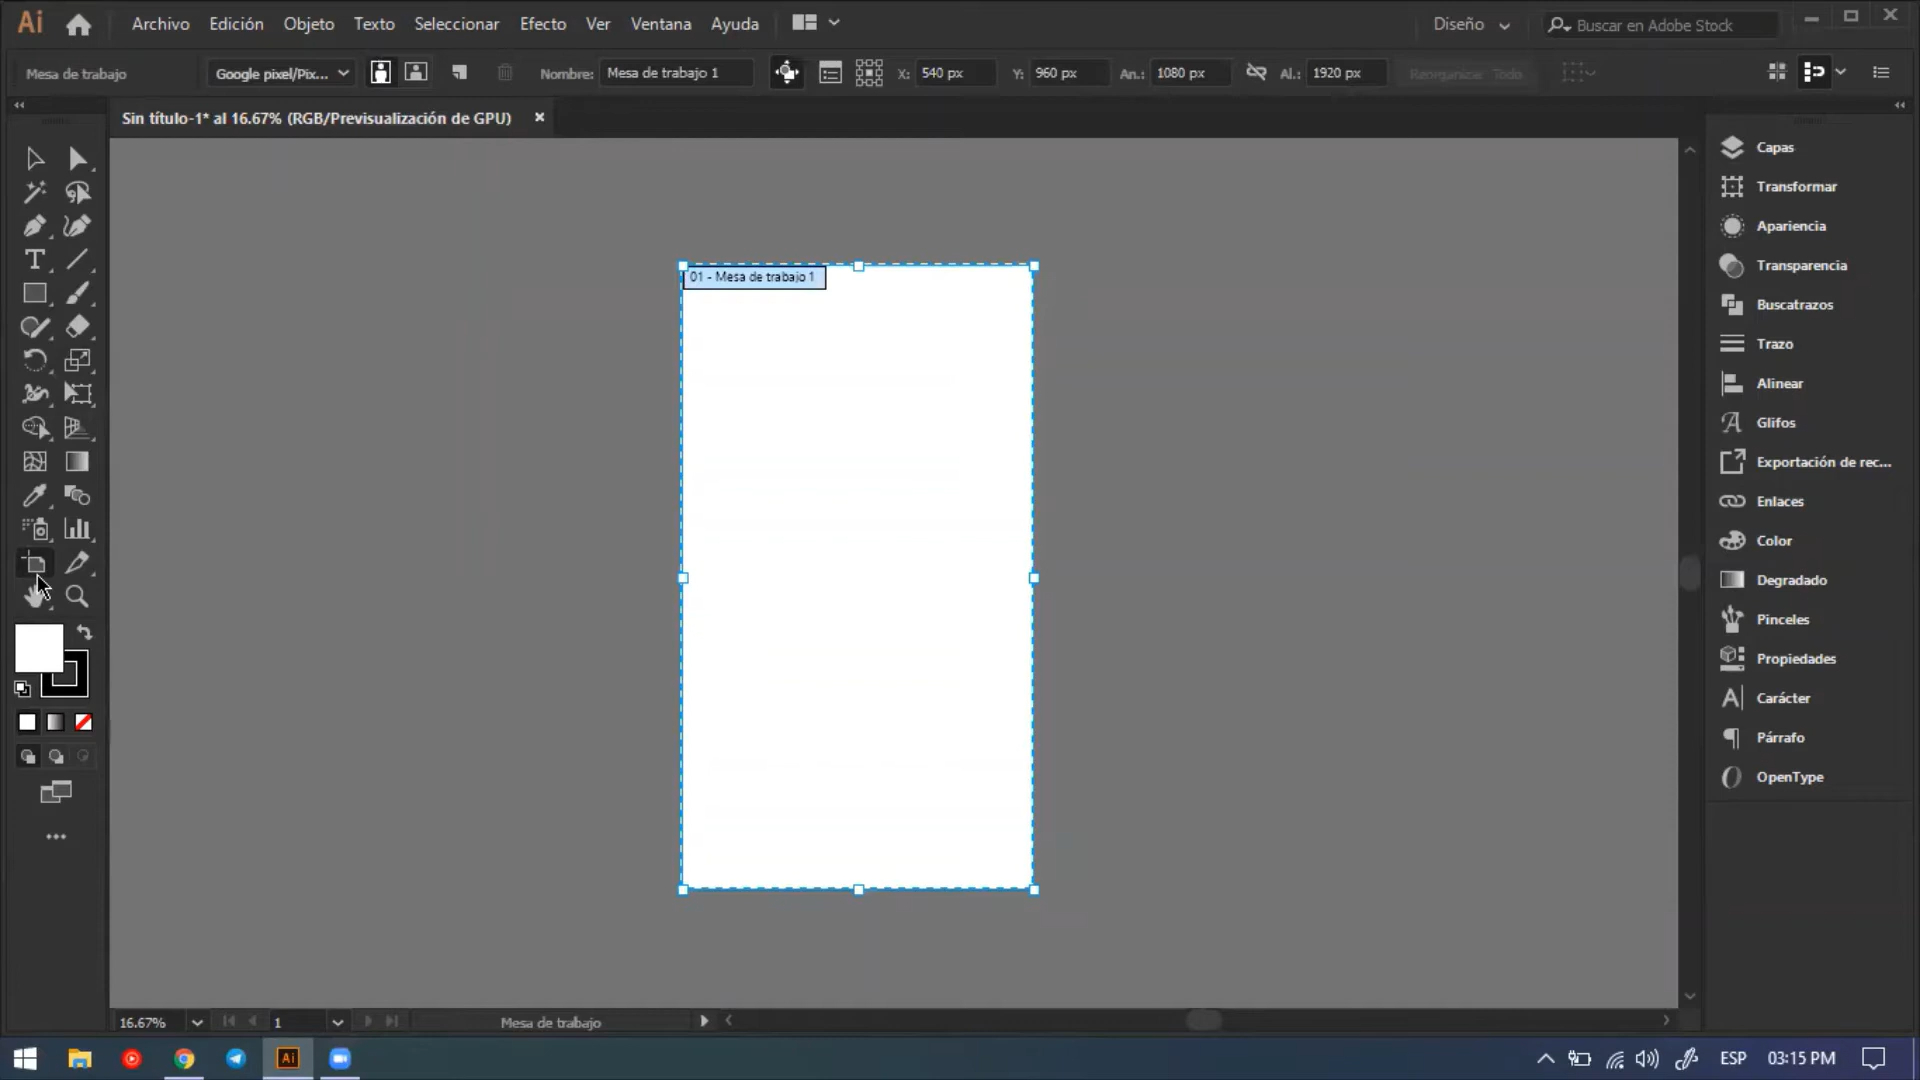 Ai Archivo Edición Objeto Texto Seleccionar Efecto Ver Ventana Ayuda Diseño Buscar en Adobe Stock
Mesa de trabajo Google pixel/Pix... Nombre: Mesa de trabajo 1 X: 540 px Y: 960 px An.: 1080 px Al.: 1920 px Reorganizar Todo
Sin título-1* al 16.67% (RGB/Previsualización de GPU) ×
01 - Mesa de trabajo 1
Capas
Transformar
Apariencia
Transparencia
Buscatrazos
Trazo
Alinear
Glifos
Exportación de rec...
Enlaces
Color
Degradado
Pinceles
Propiedades
Carácter
Párrafo
OpenType
16.67% 1 Mesa de trabajo
Ai ESP 03:15 PM